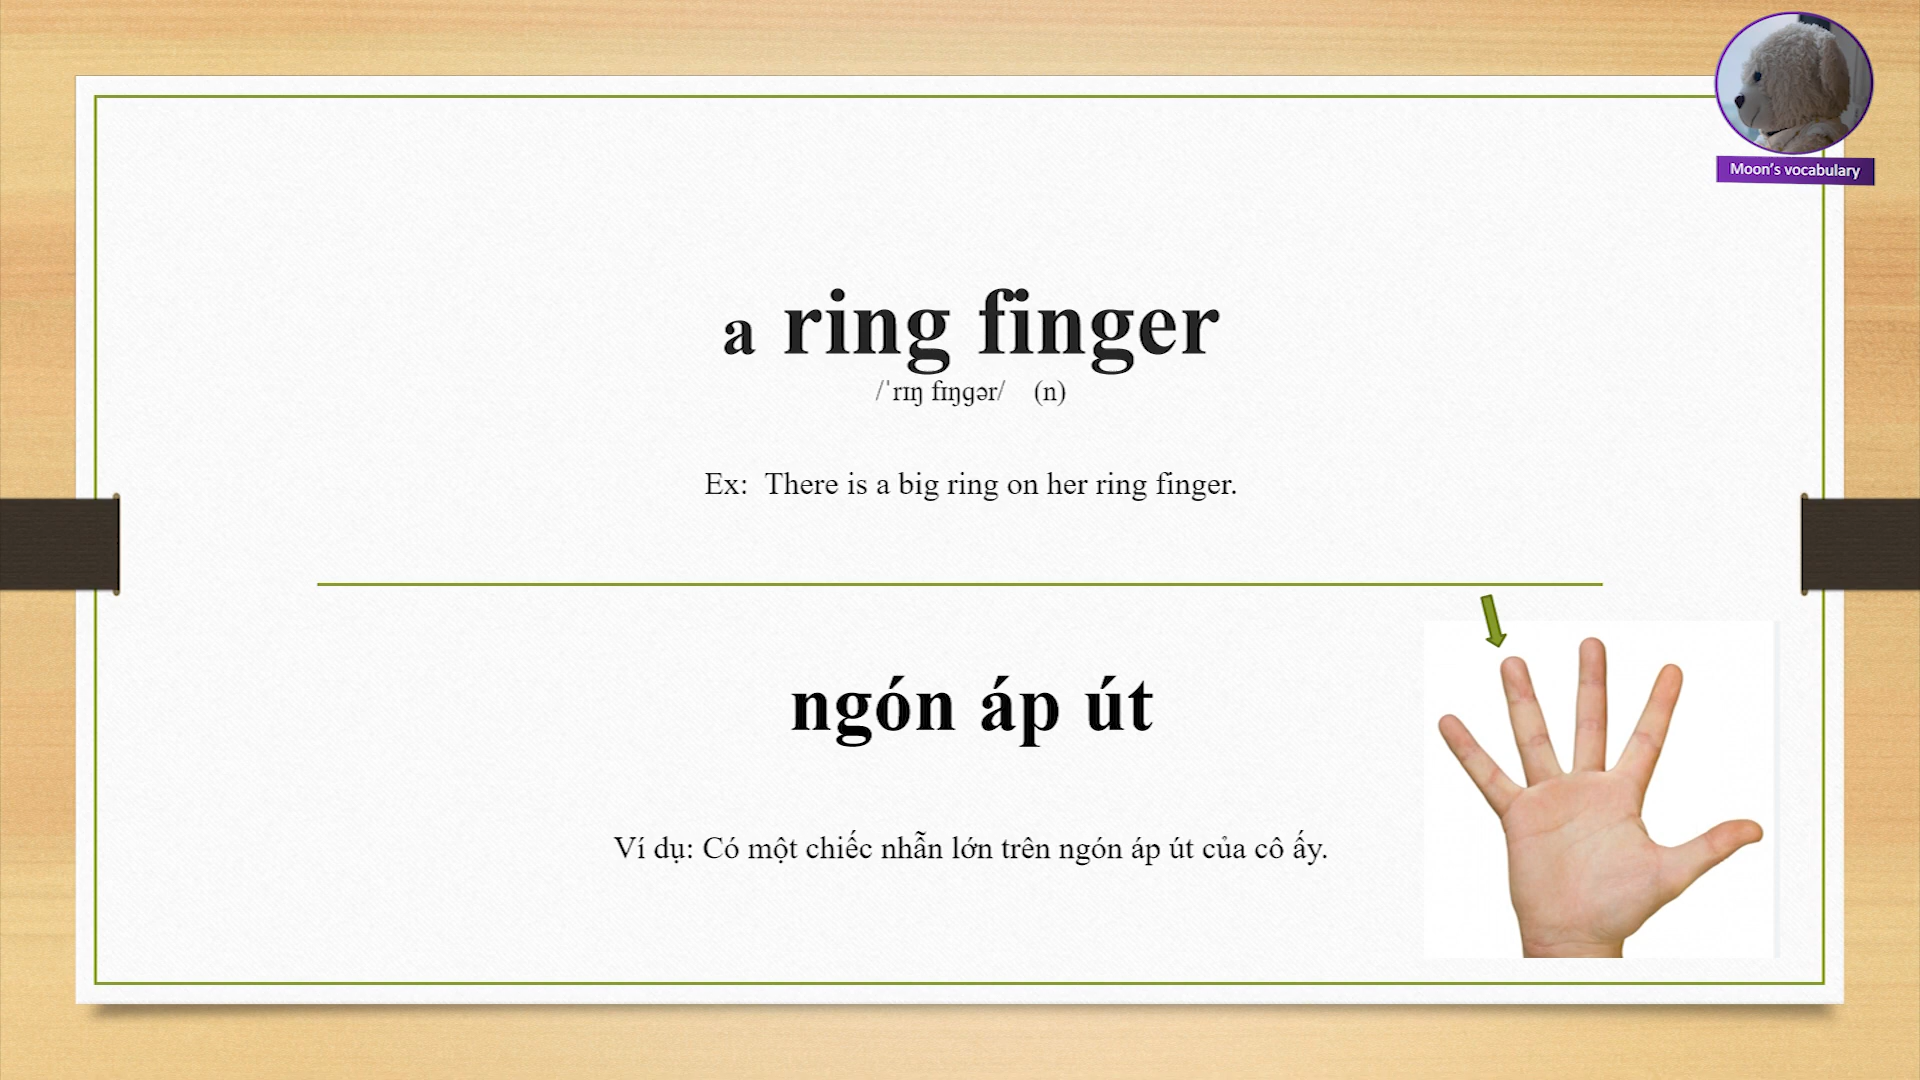 Moon's vocabulary
a ring finger
/ˈrɪŋ fɪŋɡər/ (n)
Ex: There is a big ring on her ring finger.
ngón áp út
Ví dụ: Có một chiếc nhẫn lớn trên ngón áp út của cô ấy.